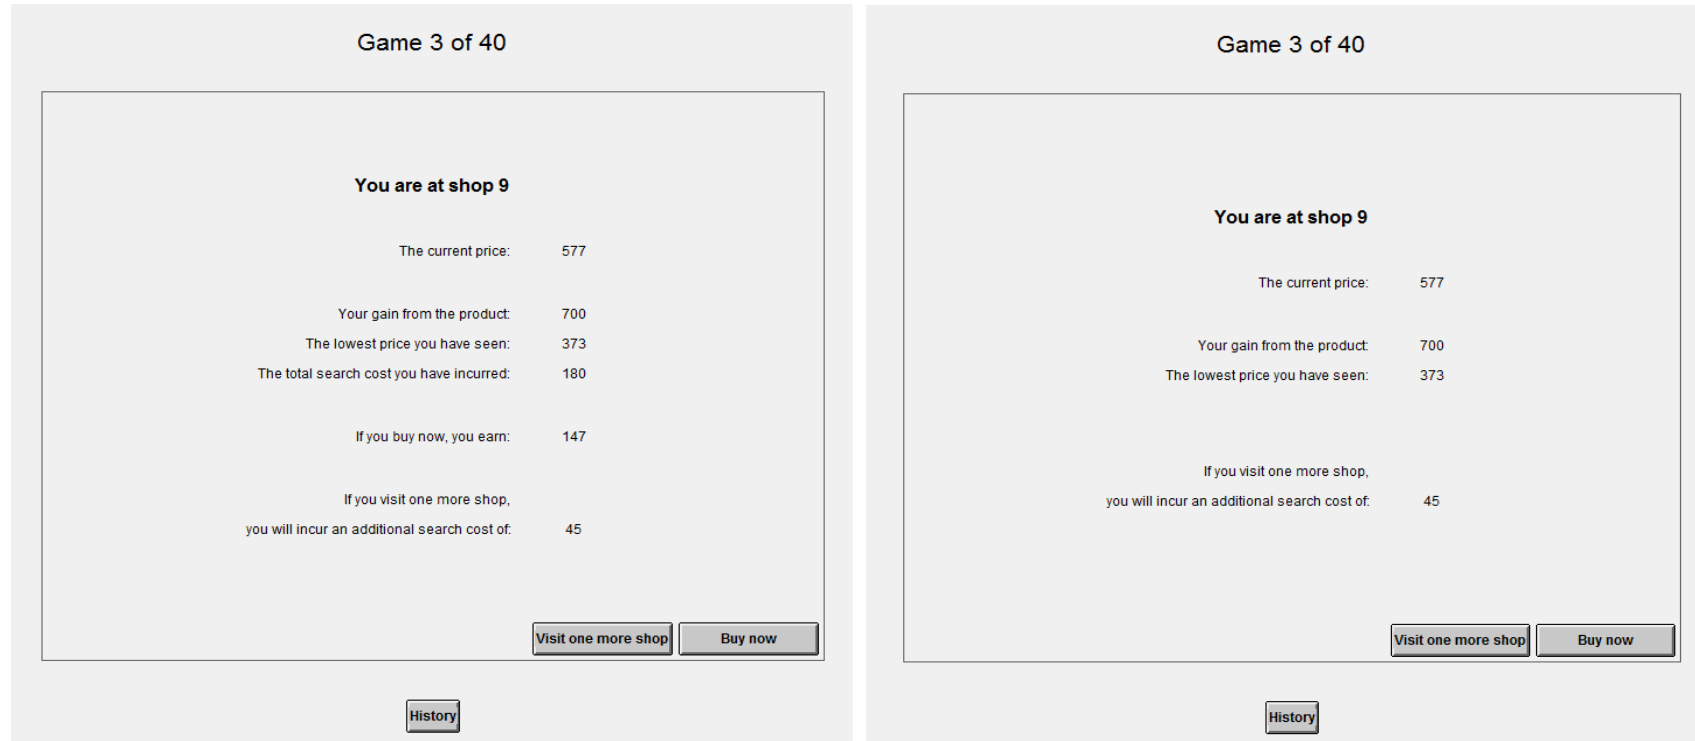 Game 3 of 40
You are at shop 9
The current price: 577
Your gain from the product: 700
The lowest price you have seen: 373
The total search cost you have incurred: 180
If you buy now, you earn: 147
If you visit one more shop,
you will incur an additional search cost of: 45
Visit one more shop Buy now
History
Game 3 of 40
You are at shop 9
The current price: 577
Your gain from the product: 700
The lowest price you have seen: 373
If you visit one more shop,
you will incur an additional search cost of: 45
Visit one more shop Buy now
History